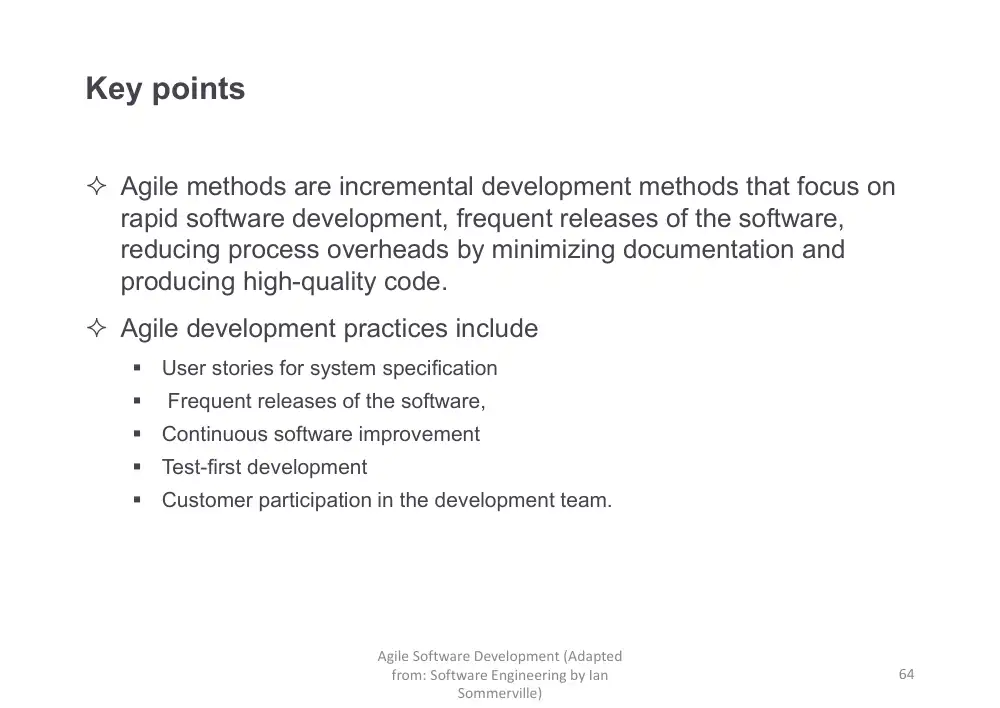 Key points
✧ Agile methods are incremental development methods that focus on
rapid software development, frequent releases of the software,
reducing process overheads by minimizing documentation and
producing high-quality code.
✧ Agile development practices include
▪ User stories for system specification
▪ Frequent releases of the software,
▪ Continuous software improvement
▪ Test-first development
▪ Customer participation in the development team.
Agile Software Development (Adapted
from: Software Engineering by Ian
Sommerville)
64